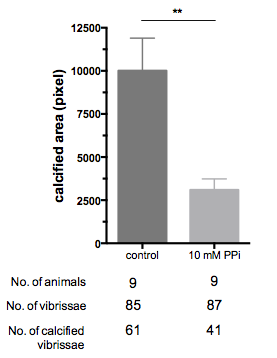 **
12500
10000
7500
5000
2500
0
calcified area (pixel)
control 10 mM PPi
No. of animals 9 9
No. of vibrissae 85 87
No. of calcified 61 41
vibrissae